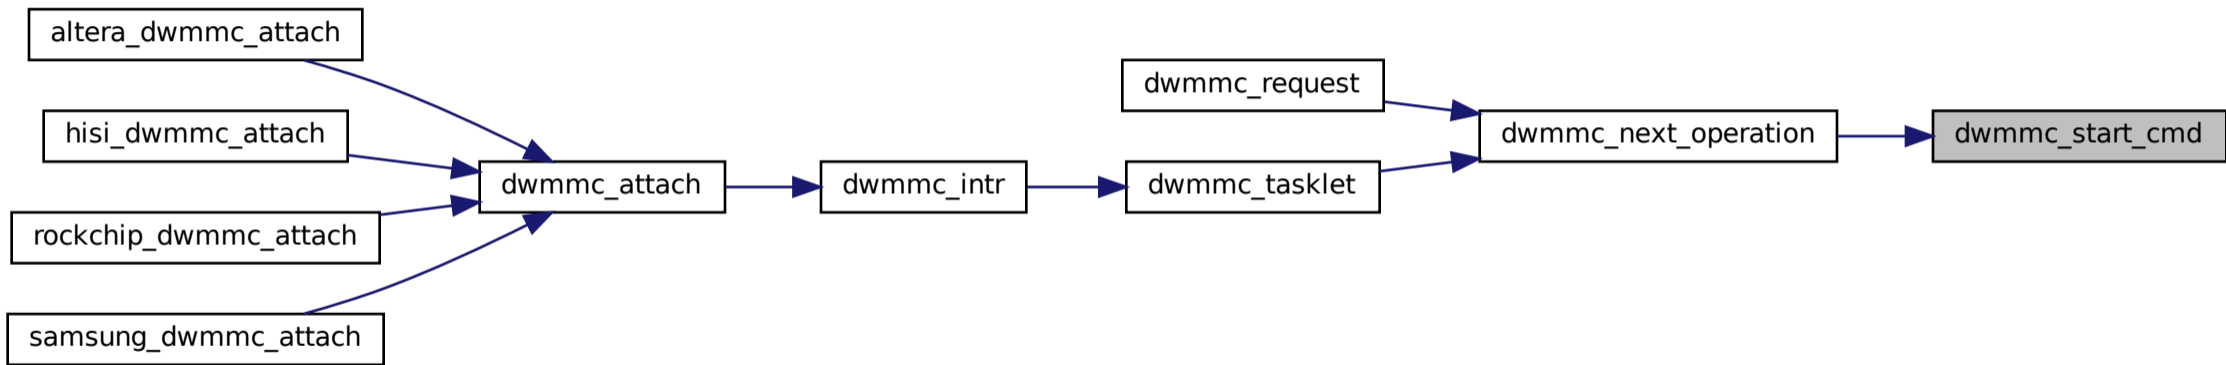 altera_dwmmc_attach
hisi_dwmmc_attach
rockchip_dwmmc_attach
samsung_dwmmc_attach
dwmmc_attach
dwmmc_intr
dwmmc_request
dwmmc_tasklet
dwmmc_next_operation
dwmmc_start_cmd